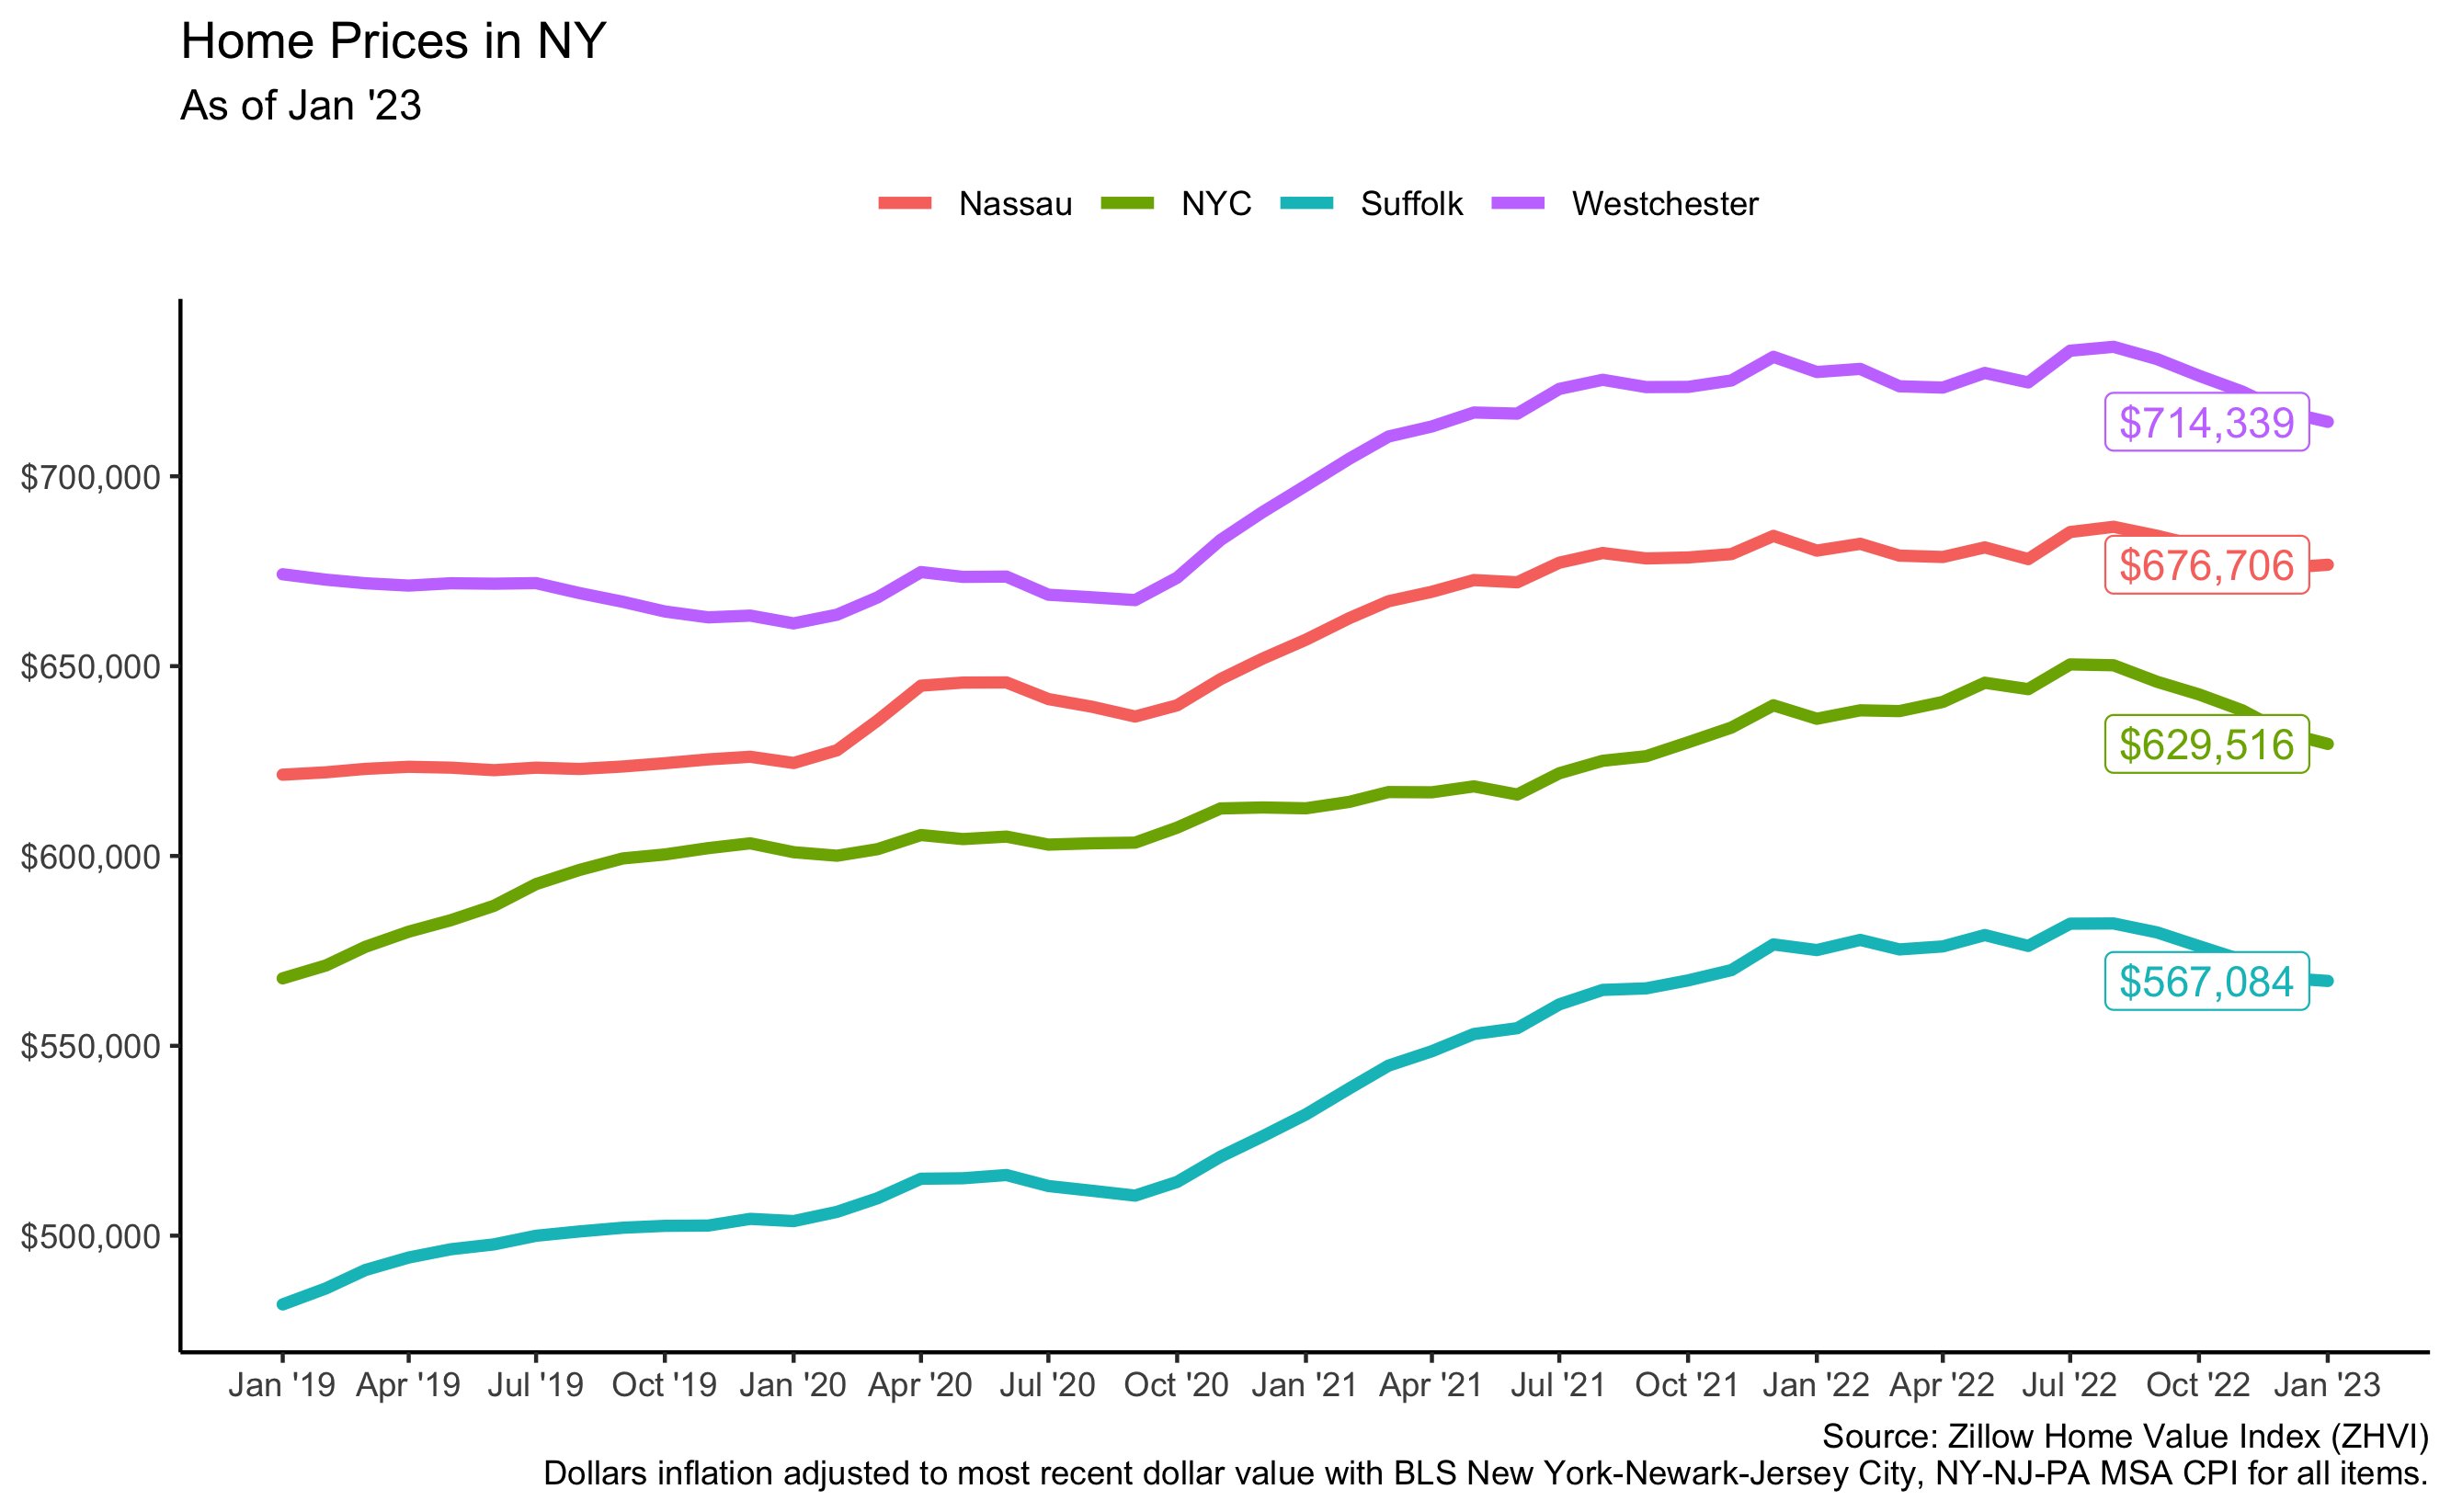 Home Prices in NY
As of Jan '23
Nassau NYC Suffolk Westchester
$700,000
$650,000
$600,000
$550,000
$500,000
$714,339
$676,706
$629,516
$567,084
Jan '19 Apr '19 Jul '19 Oct '19 Jan '20 Apr '20 Jul '20 Oct '20 Jan '21 Apr '21 Jul '21 Oct '21 Jan '22 Apr '22 Jul '22 Oct '22 Jan '23
Source: Zillow Home Value Index (ZHVI)
Dollars inflation adjusted to most recent dollar value with BLS New York-Newark-Jersey City, NY-NJ-PA MSA CPI for all items.